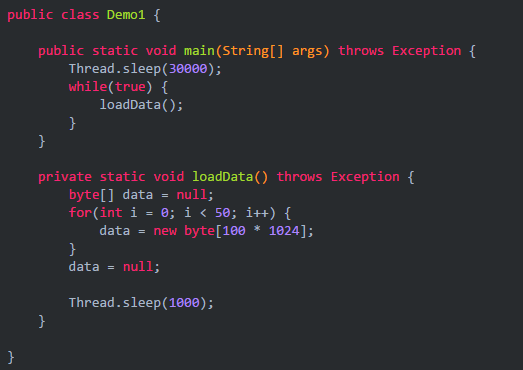 public class Demo1 {
public static void main(String[] args) throws Exception {
Thread.sleep(30000);
while(true) {
loadData();
}
}
private static void loadData() throws Exception {
byte[] data = null;
for(int i = 0; i < 50; i++) {
data = new byte[100 * 1024];
}
data = null;
Thread.sleep(1000);
}
}